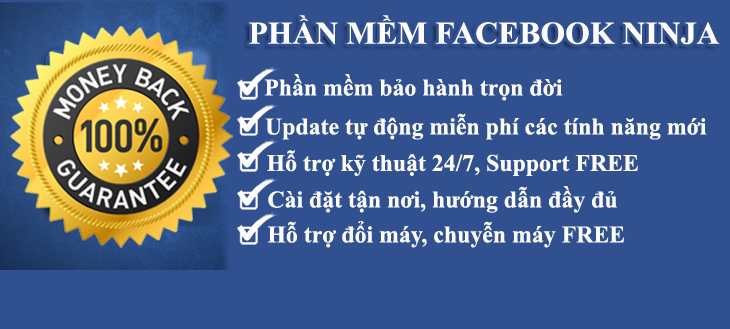 PHẦN MỀM FACEBOOK NINJA
MONEY BACK
100%
GUARANTEE
Phần mềm bảo hành trọn đời
Update tự động miễn phí các tính năng mới
Hỗ trợ kỹ thuật 24/7, Support FREE
Cài đặt tận nơi, hướng dẫn đầy đủ
Hỗ trợ đổi máy, chuyễn máy FREE